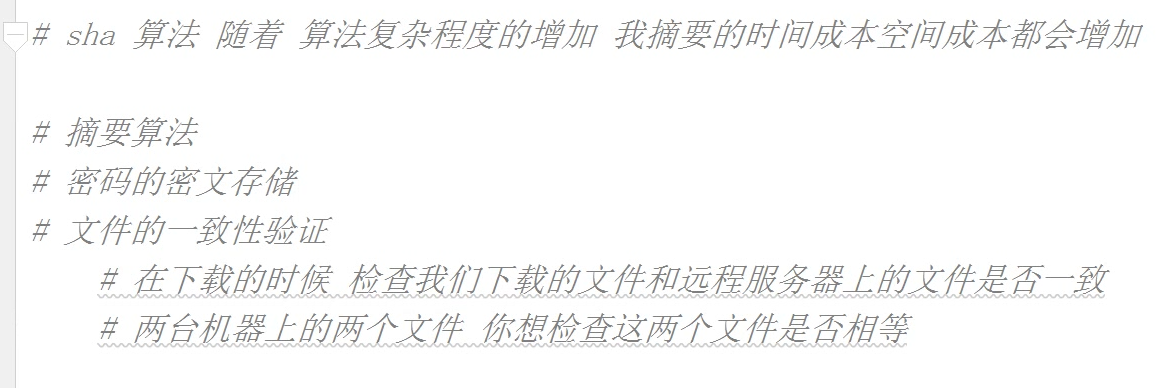 # sha 算法 随着 算法复杂程度的增加 我摘要的时间成本空间成本都会增加
# 摘要算法
# 密码的密文存储
# 文件的一致性验证
# 在下载的时候 检查我们下载的文件和远程服务器上的文件是否一致
# 两台机器上的两个文件 你想检查这两个文件是否相等